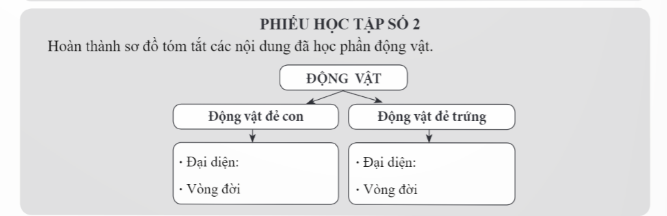 PHIẾU HỌC TẬP SỐ 2
Hoàn thành sơ đồ tóm tắt các nội dung đã học phần động vật.
ĐỘNG VẬT
Động vật đẻ con
Động vật đẻ trứng
· Đại diện:
· Vòng đời
· Đại diện:
· Vòng đời